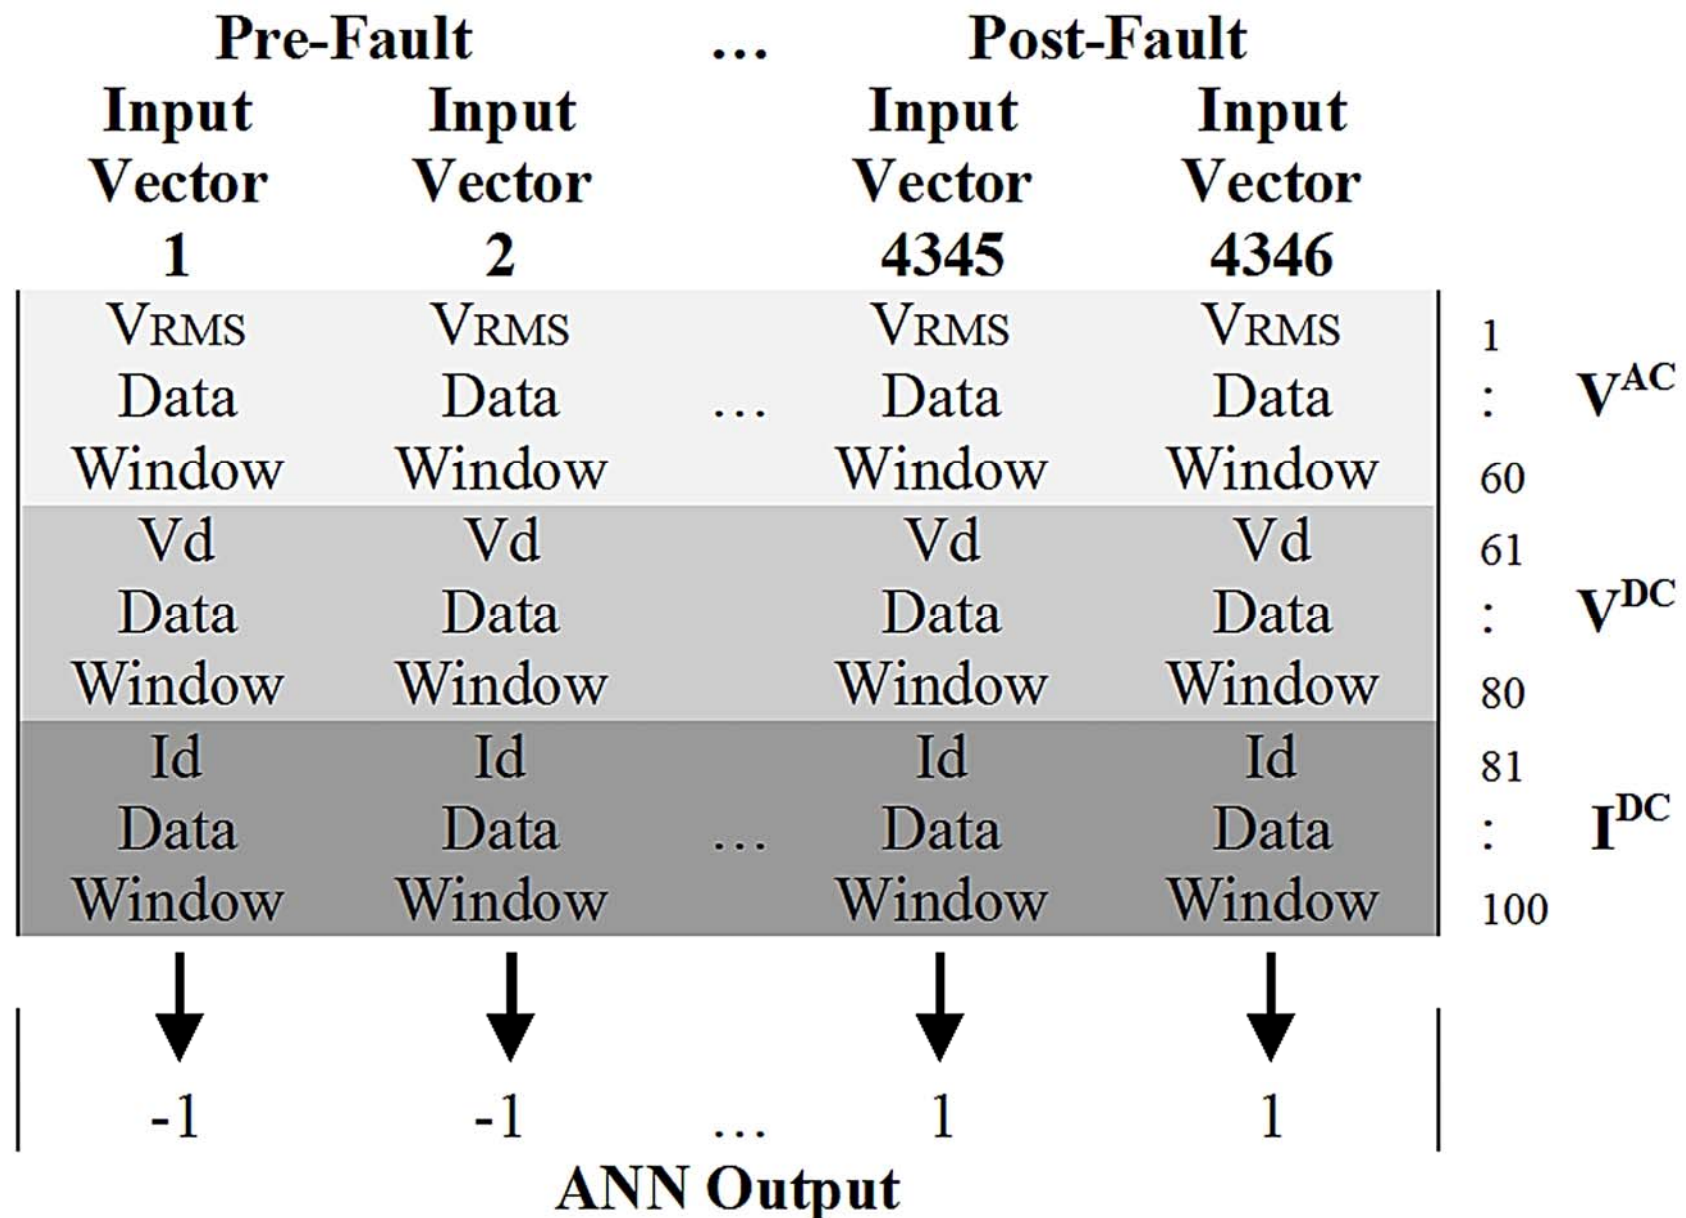 Pre-Fault … Post-Fault
Input Input Input Input
Vector Vector Vector Vector
1 2 4345 4346
VRMS VRMS VRMS VRMS 1
Data Data … Data Data : V^AC
Window Window Window Window 60
Vd Vd Vd Vd 61
Data Data Data Data : V^DC
Window Window Window Window 80
Id Id Id Id 81
Data Data … Data Data : I^DC
Window Window Window Window 100
-1 -1 … 1 1
ANN Output